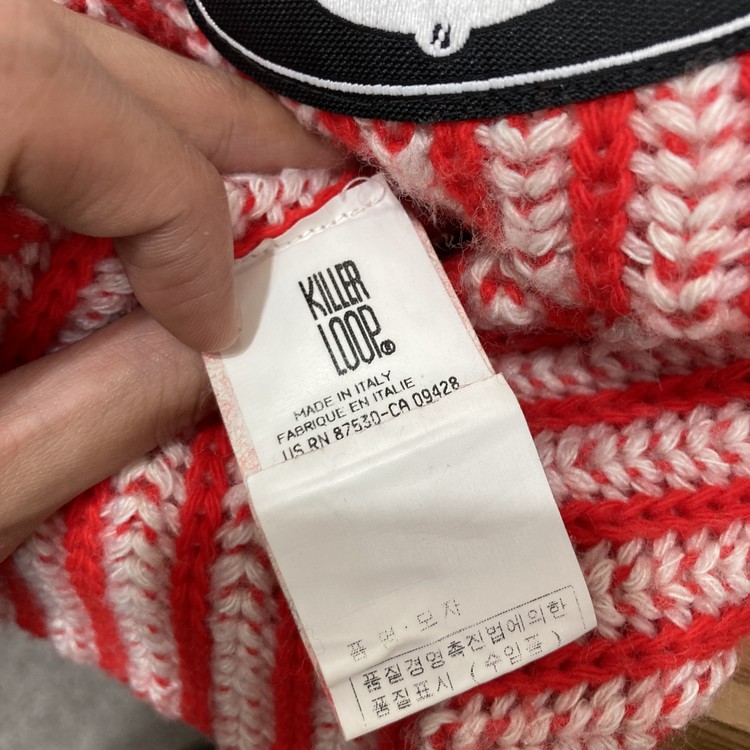 KILLER
LOOP®
MADE IN ITALY
FABRIQUE EN ITALIE
US RN 87530-CA 09428
품 명·모자
품질경영촉진법에의한
품질표시 (수입품)